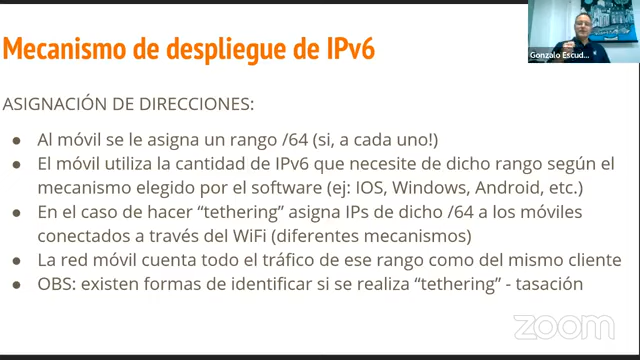 Mecanismo de despliegue de IPv6
Gonzalo Escud...
ASIGNACIÓN DE DIRECCIONES:
● Al móvil se le asigna un rango /64 (si, a cada uno!)
● El móvil utiliza la cantidad de IPv6 que necesite de dicho rango según el
mecanismo elegido por el software (ej: IOS, Windows, Android, etc.)
● En el caso de hacer “tethering” asigna IPs de dicho /64 a los móviles
conectados a través del WiFi (diferentes mecanismos)
● La red móvil cuenta todo el tráfico de ese rango como del mismo cliente
● OBS: existen formas de identificar si se realiza “tethering” - tasación
zoom